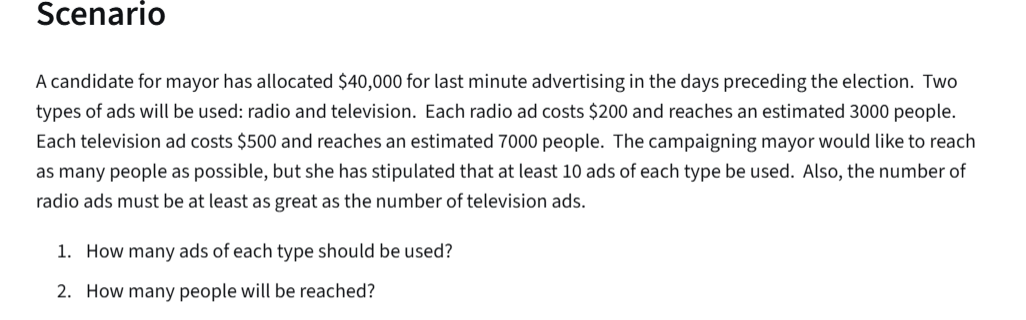 Scenario
A candidate for mayor has allocated $40,000 for last minute advertising in the days preceding the election. Two
types of ads will be used: radio and television. Each radio ad costs $200 and reaches an estimated 3000 people.
Each television ad costs $500 and reaches an estimated 7000 people. The campaigning mayor would like to reach
as many people as possible, but she has stipulated that at least 10 ads of each type be used. Also, the number of
radio ads must be at least as great as the number of television ads.
1. How many ads of each type should be used?
2. How many people will be reached?